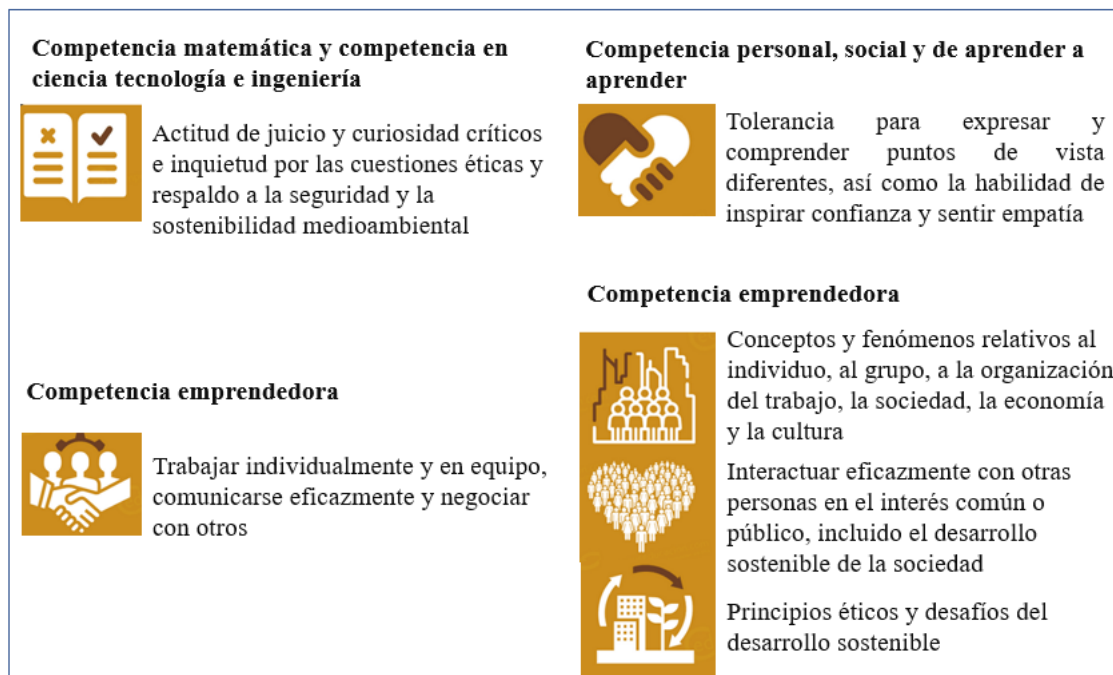 Competencia matemática y competencia en
ciencia tecnología e ingeniería
Actitud de juicio y curiosidad críticos
e inquietud por las cuestiones éticas y
respaldo a la seguridad y la
sostenibilidad medioambiental
Competencia emprendedora
Trabajar individualmente y en equipo,
comunicarse eficazmente y negociar
con otros
Competencia personal, social y de aprender a
aprender
Tolerancia para expresar y
comprender puntos de vista
diferentes, así como la habilidad de
inspirar confianza y sentir empatía
Competencia emprendedora
Conceptos y fenómenos relativos al
individuo, al grupo, a la organización
del trabajo, la sociedad, la economía
y la cultura
Interactuar eficazmente con otras
personas en el interés común o
público, incluido el desarrollo
sostenible de la sociedad
Principios éticos y desafíos del
desarrollo sostenible